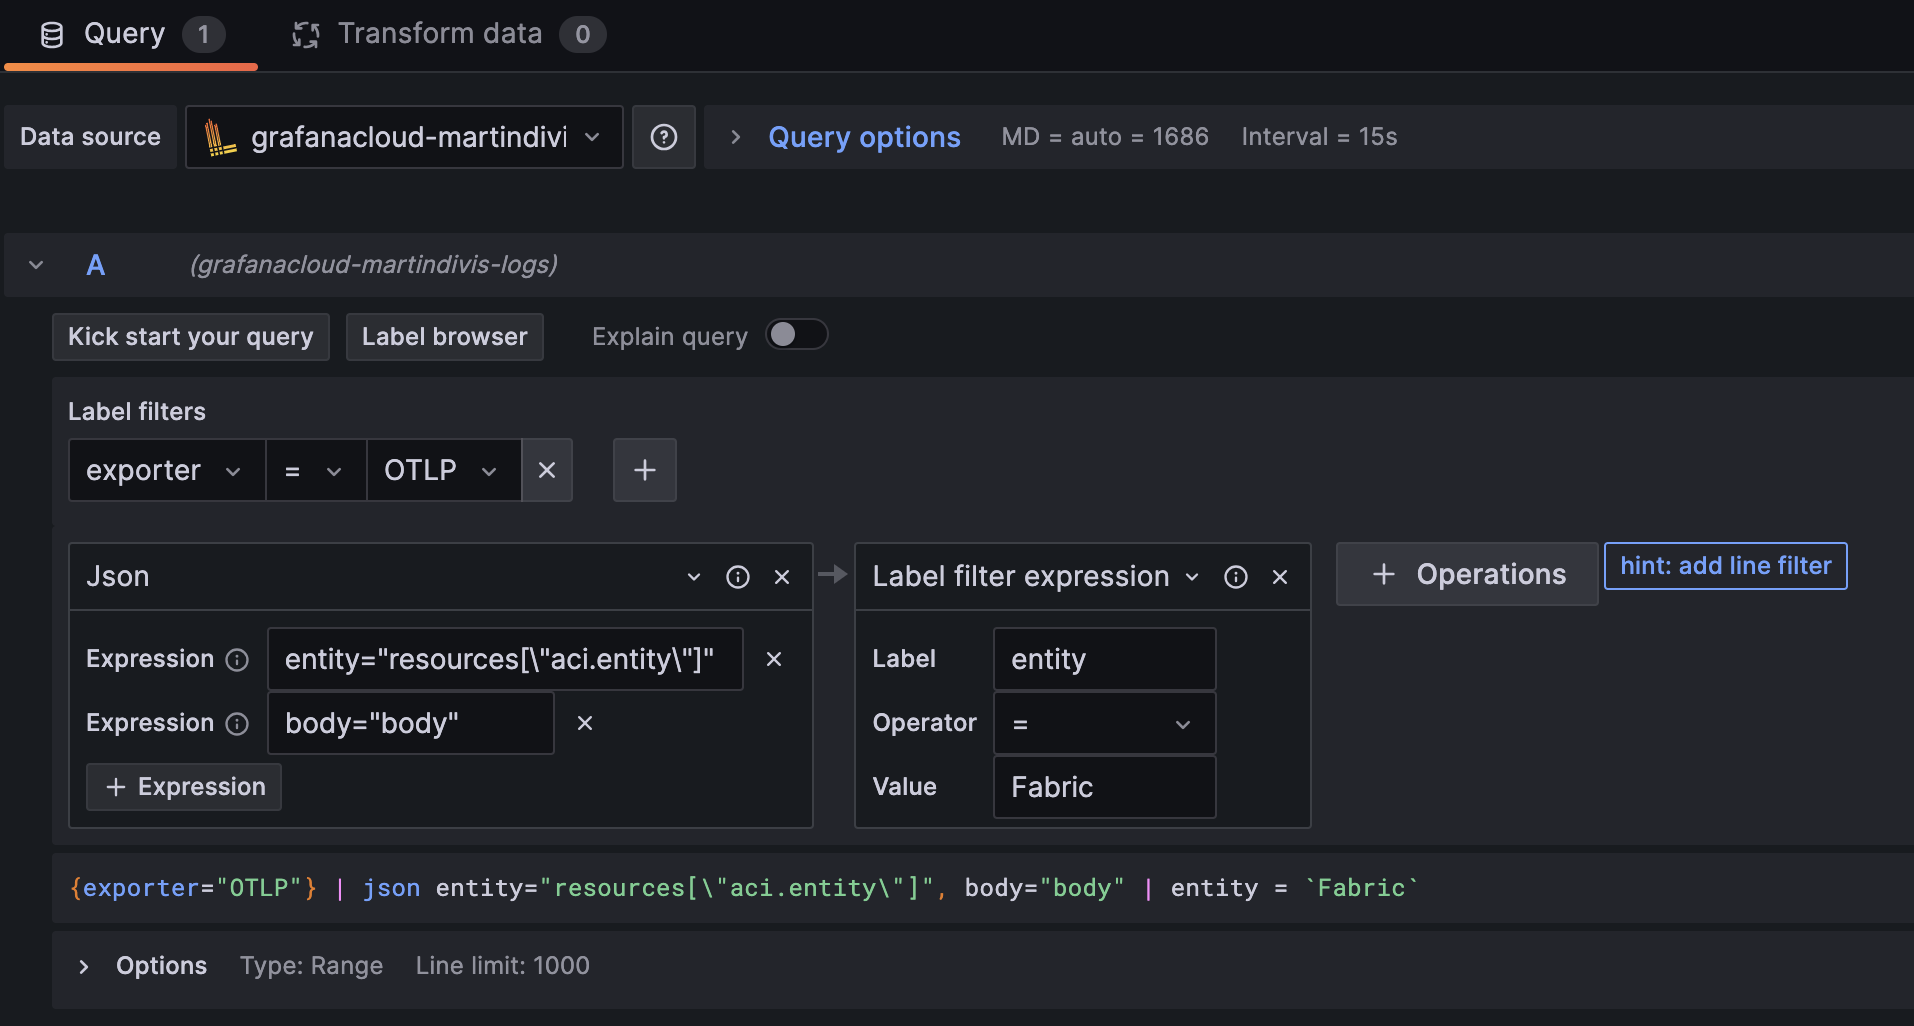 Query 1 Transform data 0
Data source grafanacloud-martindivi Query options MD = auto = 1686 Interval = 15s
A (grafanacloud-martindivis-logs)
Kick start your query Label browser Explain query
Label filters
exporter = OTLP
Json Label filter expression + Operations hint: add line filter
Expression entity="resources[\"aci.entity\"]" Label entity
Expression body="body" Operator =
+ Expression Value Fabric
{exporter="OTLP"} | json entity="resources[\"aci.entity\"]", body="body" | entity = `Fabric`
Options Type: Range Line limit: 1000